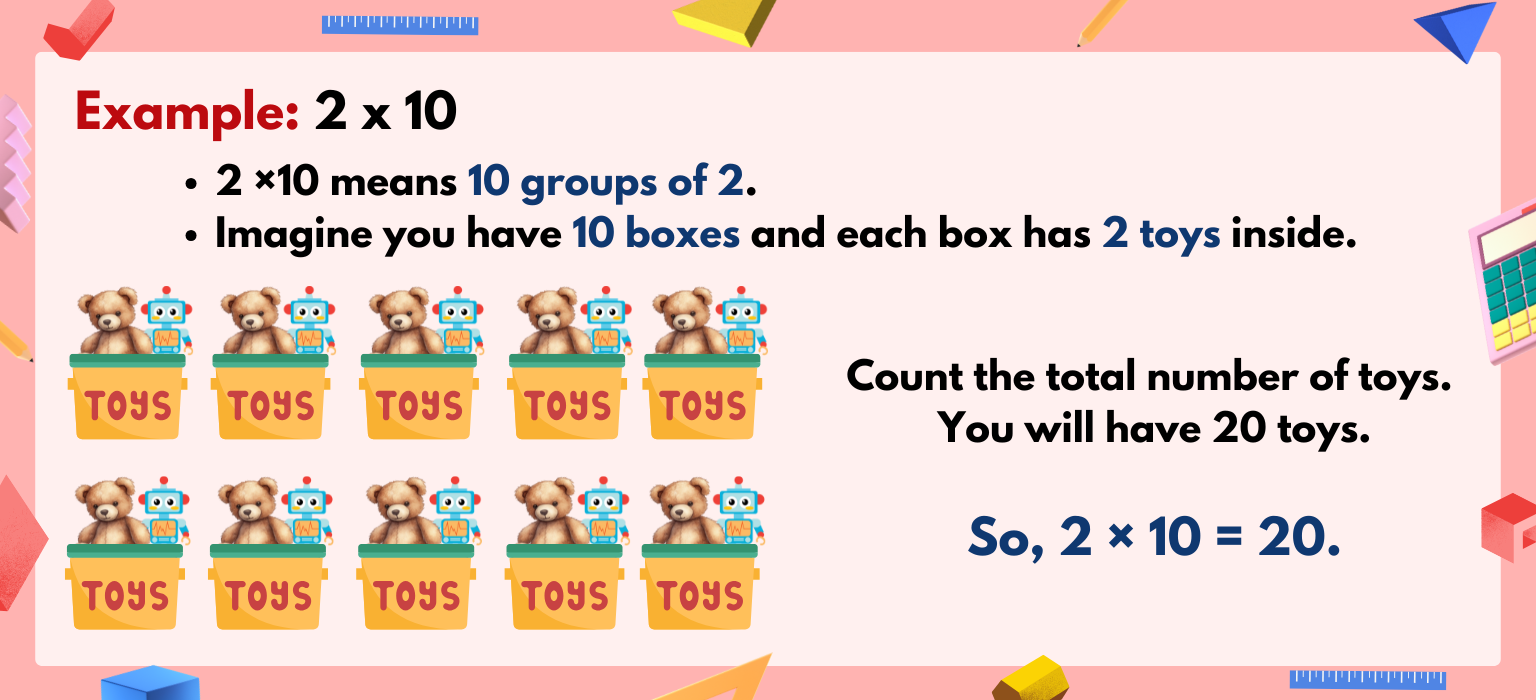 Example: 2 x 10
• 2 ×10 means 10 groups of 2.
• Imagine you have 10 boxes and each box has 2 toys inside.
TOYS TOYS TOYS TOYS TOYS
Count the total number of toys.
You will have 20 toys.
So, 2 × 10 = 20.
TOYS TOYS TOYS TOYS TOYS